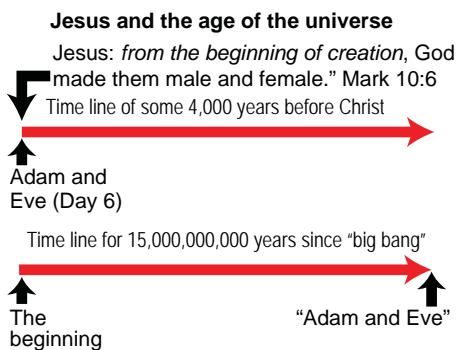 Jesus and the age of the universe
Jesus: from the beginning of creation, God
made them male and female.” Mark 10:6
Time line of some 4,000 years before Christ
Adam and
Eve (Day 6)
Time line for 15,000,000,000 years since “big bang”
The
beginning
“Adam and Eve”